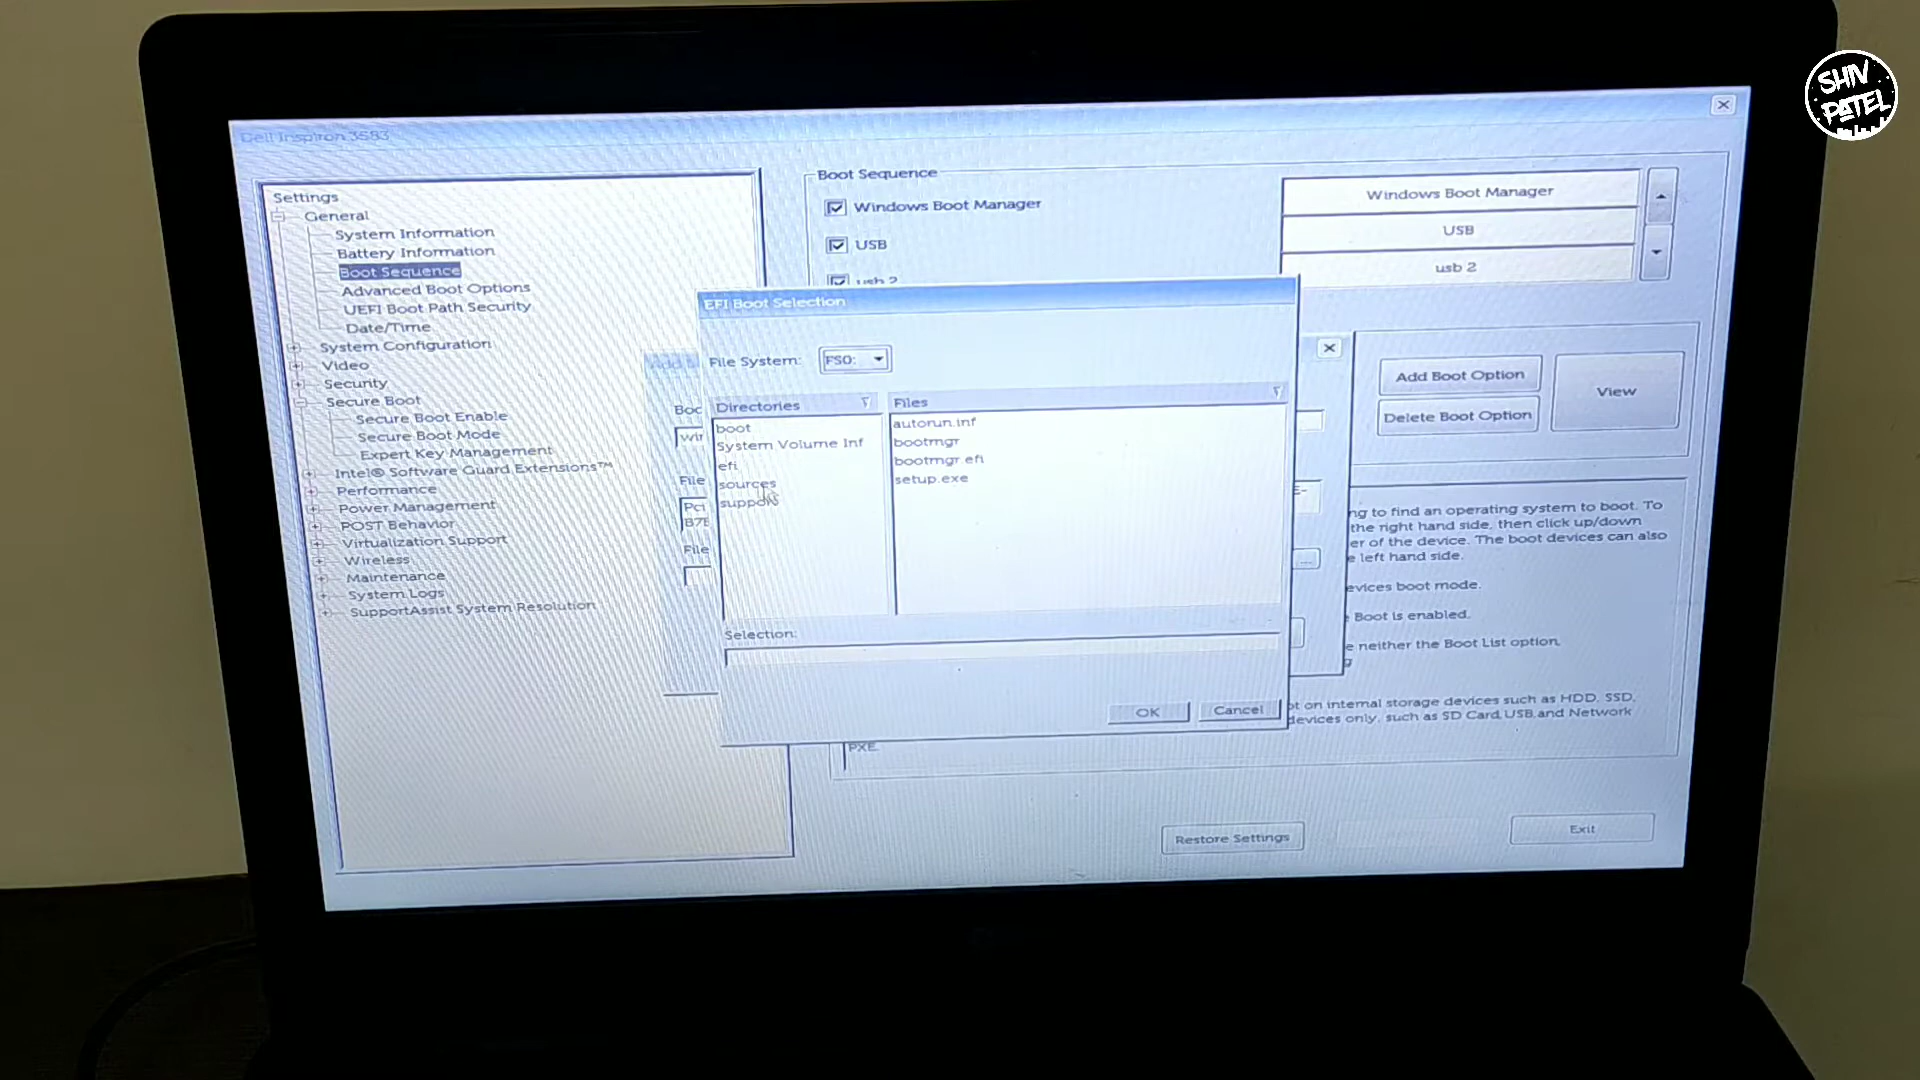 SHIV
PATEL
Dell Inspiron 3583
Settings
General
System Information
Battery Information
Boot Sequence
Advanced Boot Options
UEFI Boot Path Security
Date/Time
System Configuration
Video
Security
Secure Boot
Secure Boot Enable
Secure Boot Mode
Expert Key Management
Intel® Software Guard Extensions™
Performance
Power Management
POST Behavior
Virtualization Support
Wireless
Maintenance
System Logs
SupportAssist System Resolution
Boot Sequence
Windows Boot Manager
USB
usb 2
Windows Boot Manager
USB
usb 2
Add Boot Option
Delete Boot Option
View
EFI Boot Selection
File System: FS0:
Directories
boot
System Volume Inf
efi
sources
support
Files
autorun.inf
bootmgr
bootmgr.efi
setup.exe
Selection:
OK Cancel
Add
Boo
wi
File
Pci
B7E
File
E-
...
ng to find an operating system to boot. To
the right hand side, then click up/down
er of the device. The boot devices can also
e left hand side.
evices boot mode.
Boot is enabled.
e neither the Boot List option,
g
ot on internal storage devices such as HDD, SSD,
devices only, such as SD Card,USB,and Network
PXE.
Restore Settings
Exit